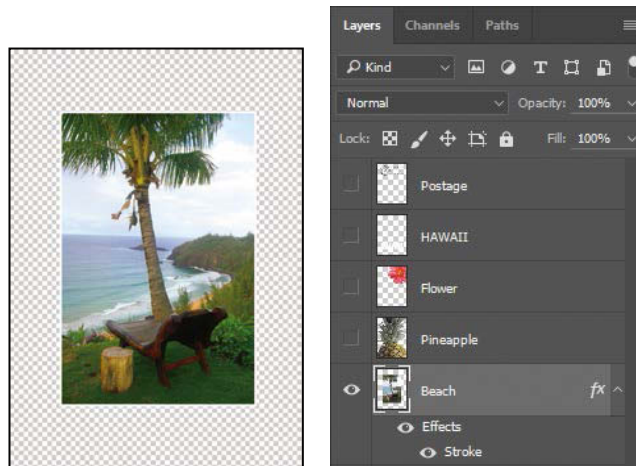 Layers Channels Paths
Kind
Normal Opacity: 100%
Lock: Fill: 100%
Postage
HAWAII
Flower
Pineapple
Beach fx
Effects
Stroke